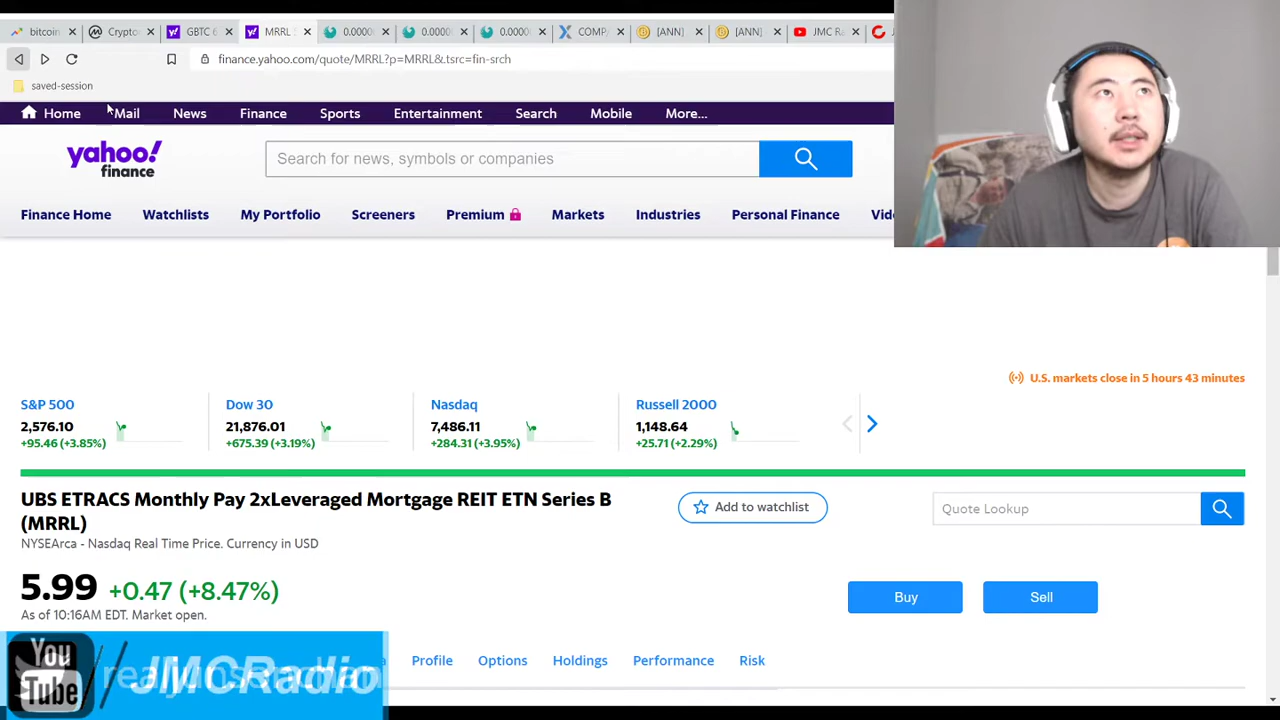 bitcoin
Crypto
GBTC 6
MRRL 5
0.0000
0.0000
0.0000
COMP
[ANN]
[ANN]
JMC R
finance.yahoo.com/quote/MRRL?p=MRRL&.tsrc=fin-srch
saved-session
Home Mail News Finance Sports Entertainment Search Mobile More...
yahoo!
finance
Search for news, symbols or companies
Finance Home Watchlists My Portfolio Screeners Premium Markets Industries Personal Finance Vide
U.S. markets close in 5 hours 43 minutes
S&P 500 Dow 30 Nasdaq Russell 2000
2,576.10 21,876.01 7,486.11 1,148.64
+95.46 (+3.85%) +675.39 (+3.19%) +284.31 (+3.95%) +25.71 (+2.29%)
UBS ETRACS Monthly Pay 2xLeveraged Mortgage REIT ETN Series B
(MRRL)
Add to watchlist
Quote Lookup
NYSEArca - Nasdaq Real Time Price. Currency in USD
5.99 +0.47 (+8.47%)
Buy Sell
As of 10:16AM EDT. Market open.
Profile Options Holdings Performance Risk
You
Tube
// JMCRadio